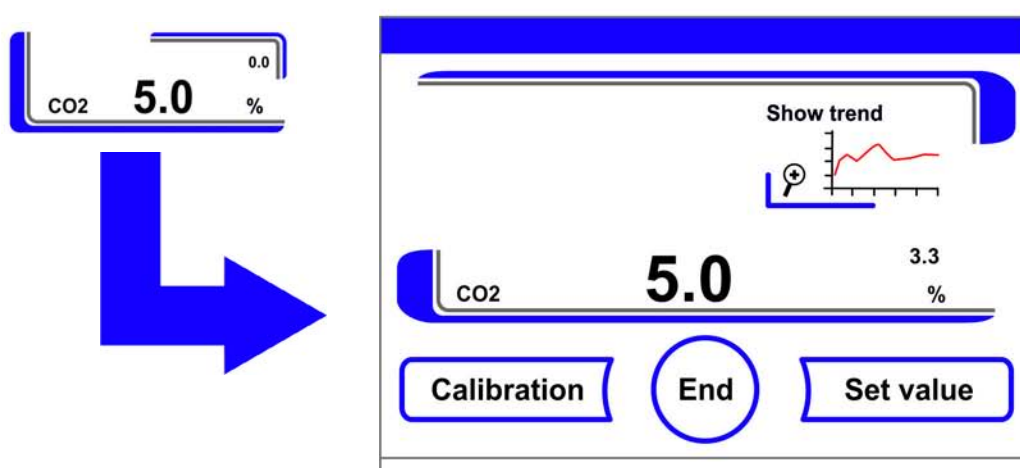 0.0
CO2 5.0 %
Show trend
3.3
CO2 5.0 %
Calibration End Set value